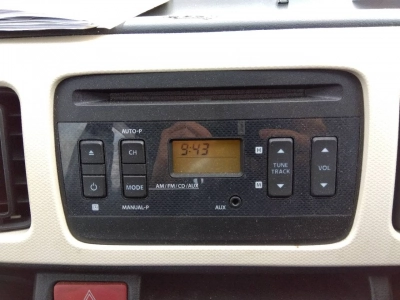 AUTO-P
CH
9:43
H
TUNE
TRACK
VOL
MODE
AM/FM/CD/AUX
M
MANUAL-P
AUX